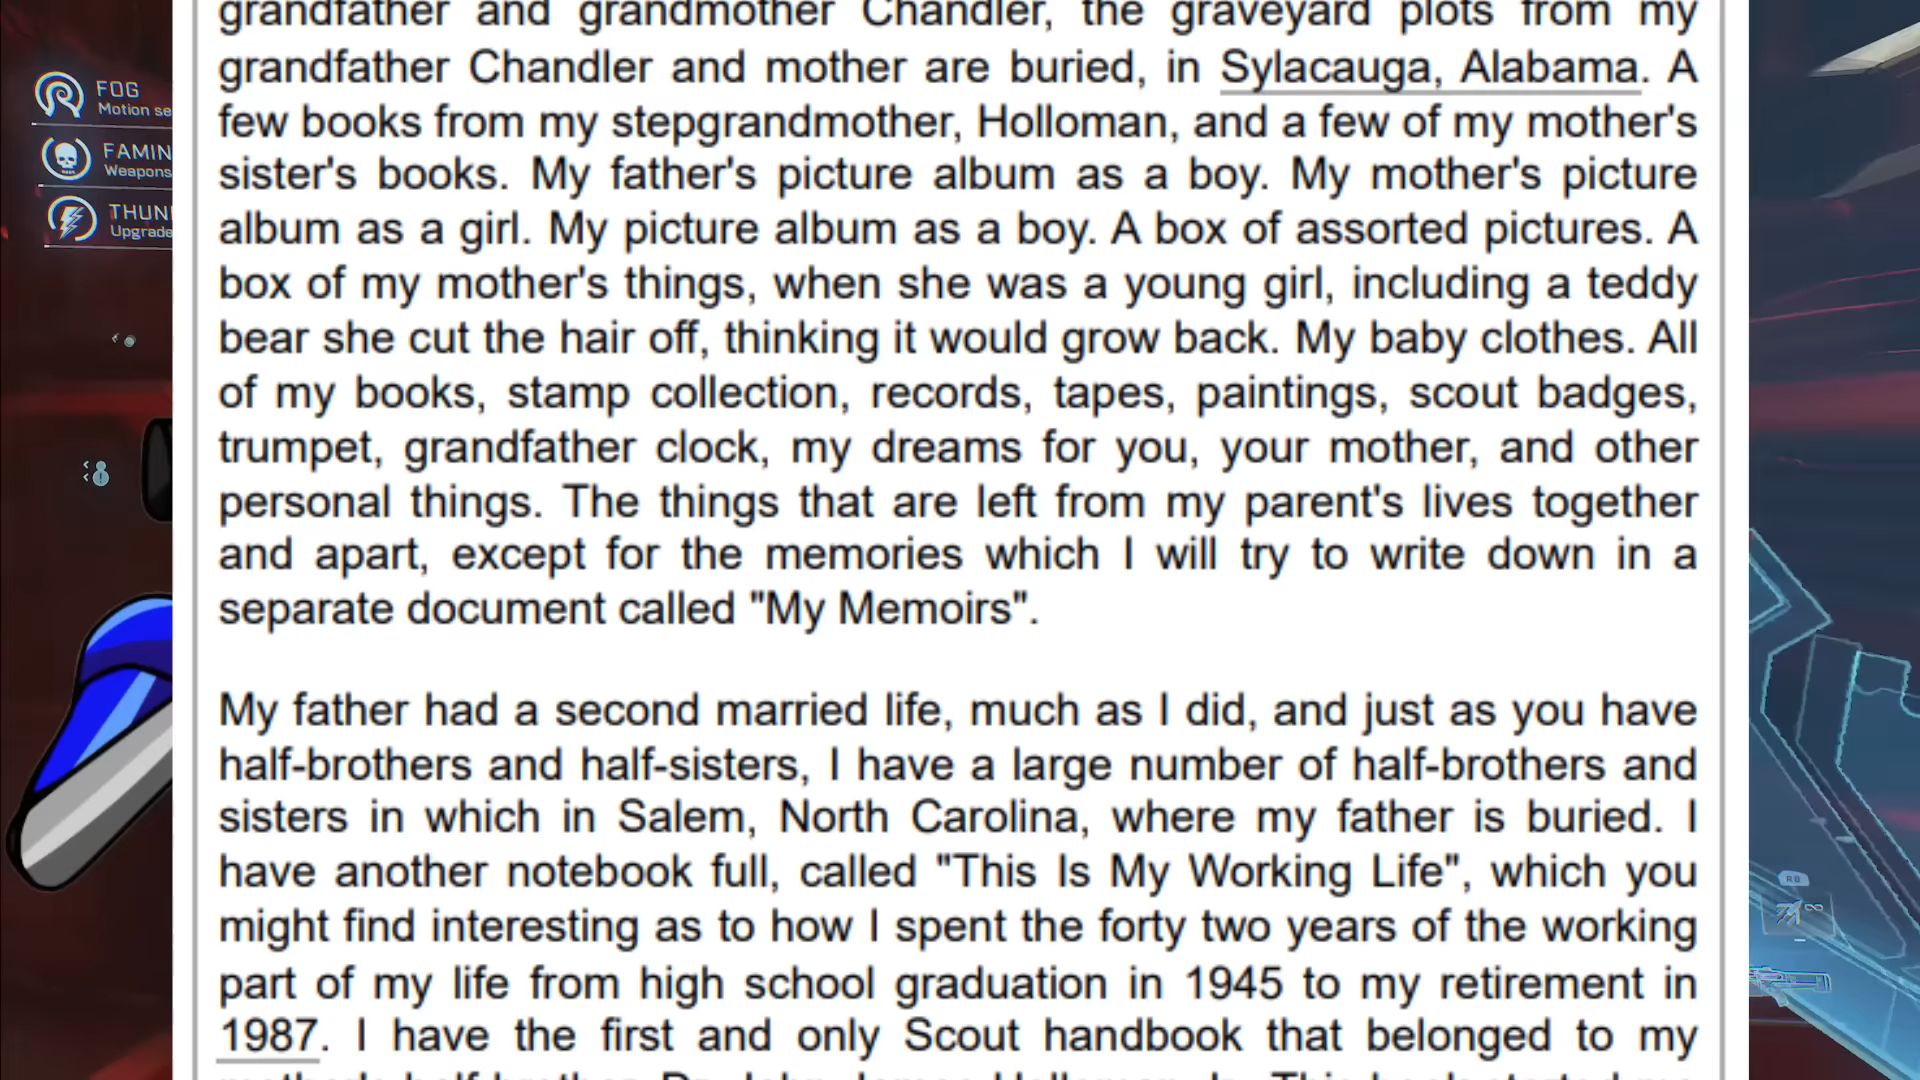 grandfather and grandmother Chandler, the graveyard plots from my
grandfather Chandler and mother are buried, in Sylacauga, Alabama. A
few books from my stepgrandmother, Holloman, and a few of my mother's
sister's books. My father's picture album as a boy. My mother's picture
album as a girl. My picture album as a boy. A box of assorted pictures. A
box of my mother's things, when she was a young girl, including a teddy
bear she cut the hair off, thinking it would grow back. My baby clothes. All
of my books, stamp collection, records, tapes, paintings, scout badges,
trumpet, grandfather clock, my dreams for you, your mother, and other
personal things. The things that are left from my parent's lives together
and apart, except for the memories which I will try to write down in a
separate document called "My Memoirs".
My father had a second married life, much as I did, and just as you have
half-brothers and half-sisters, I have a large number of half-brothers and
sisters in which in Salem, North Carolina, where my father is buried. I
have another notebook full, called "This Is My Working Life", which you
might find interesting as to how I spent the forty two years of the working
part of my life from high school graduation in 1945 to my retirement in
1987. I have the first and only Scout handbook that belonged to my
FOG
Motion se
FAMIN
Weapons
THUN
Upgrade
RB